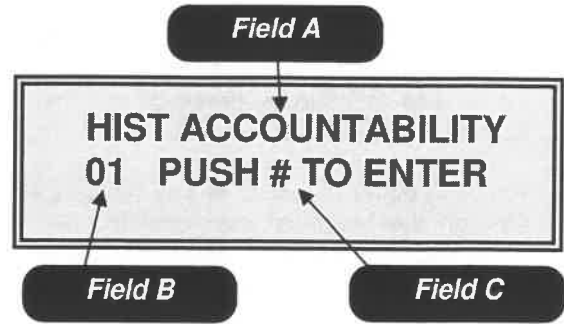 Field A
HIST ACCOUNTABILITY
01 PUSH # TO ENTER
Field B
Field C